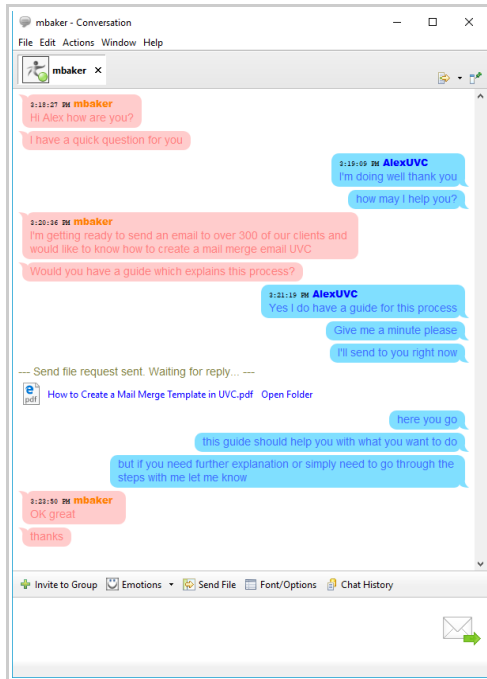 mbaker - Conversation
File Edit Actions Window Help
mbaker ×
3:18:27 PM mbaker
Hi Alex how are you?
I have a quick question for you
3:19:09 PM AlexUVC
I'm doing well thank you
how may I help you?
3:20:36 PM mbaker
I'm getting ready to send an email to over 300 of our clients and
would like to know how to create a mail merge email UVC
Would you have a guide which explains this process?
3:21:19 PM AlexUVC
Yes I do have a guide for this process
Give me a minute please
I'll send to you right now
--- Send file request sent. Waiting for reply... ---
pdf How to Create a Mail Merge Template in UVC.pdf Open Folder
here you go
this guide should help you with what you want to do
but if you need further explanation or simply need to go through the
steps with me let me know
3:23:50 PM mbaker
OK great
thanks
Invite to Group Emotions Send File Font/Options Chat History